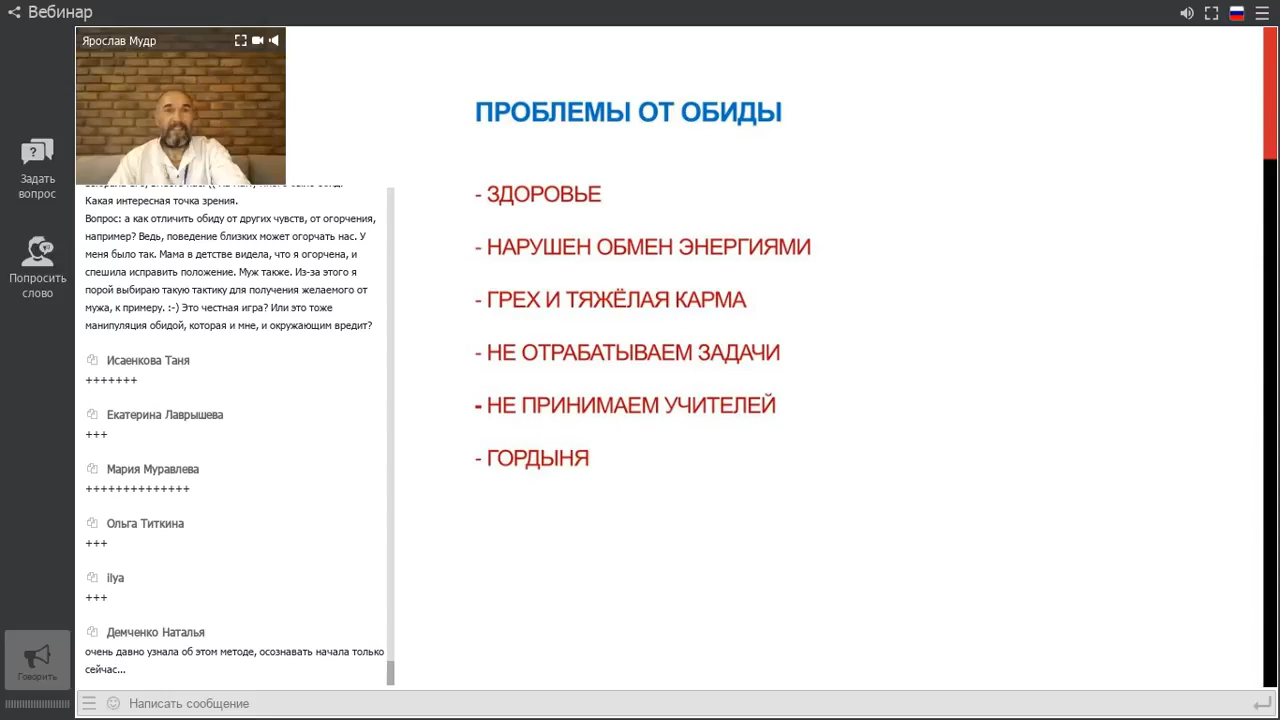 Вебинар
Ярослав Мудр
Задать
вопрос
Попросить
слово
Говорить
Какая интересная точка зрения.
Вопрос: а как отличить обиду от других чувств, от огорчения,
например? Ведь, поведение близких может огорчать нас. У
меня было так. Мама в детстве видела, что я огорчена, и
спешила исправить положение. Муж также. Из-за этого я
порой выбираю такую тактику для получения желаемого от
мужа, к примеру. :-) Это честная игра? Или это тоже
манипуляция обидой, которая и мне, и окружающим вредит?
Исаенкова Таня
+++++++
Екатерина Лаврышева
+++
Мария Муравлева
++++++++++++++
Ольга Титкина
+++
ilya
+++
Демченко Наталья
очень давно узнала об этом методе, осознавать начала только
сейчас...
Написать сообщение
ПРОБЛЕМЫ ОТ ОБИДЫ
- ЗДОРОВЬЕ
- НАРУШЕН ОБМЕН ЭНЕРГИЯМИ
- ГРЕХ И ТЯЖЁЛАЯ КАРМА
- НЕ ОТРАБАТЫВАЕМ ЗАДАЧИ
- НЕ ПРИНИМАЕМ УЧИТЕЛЕЙ
- ГОРДЫНЯ